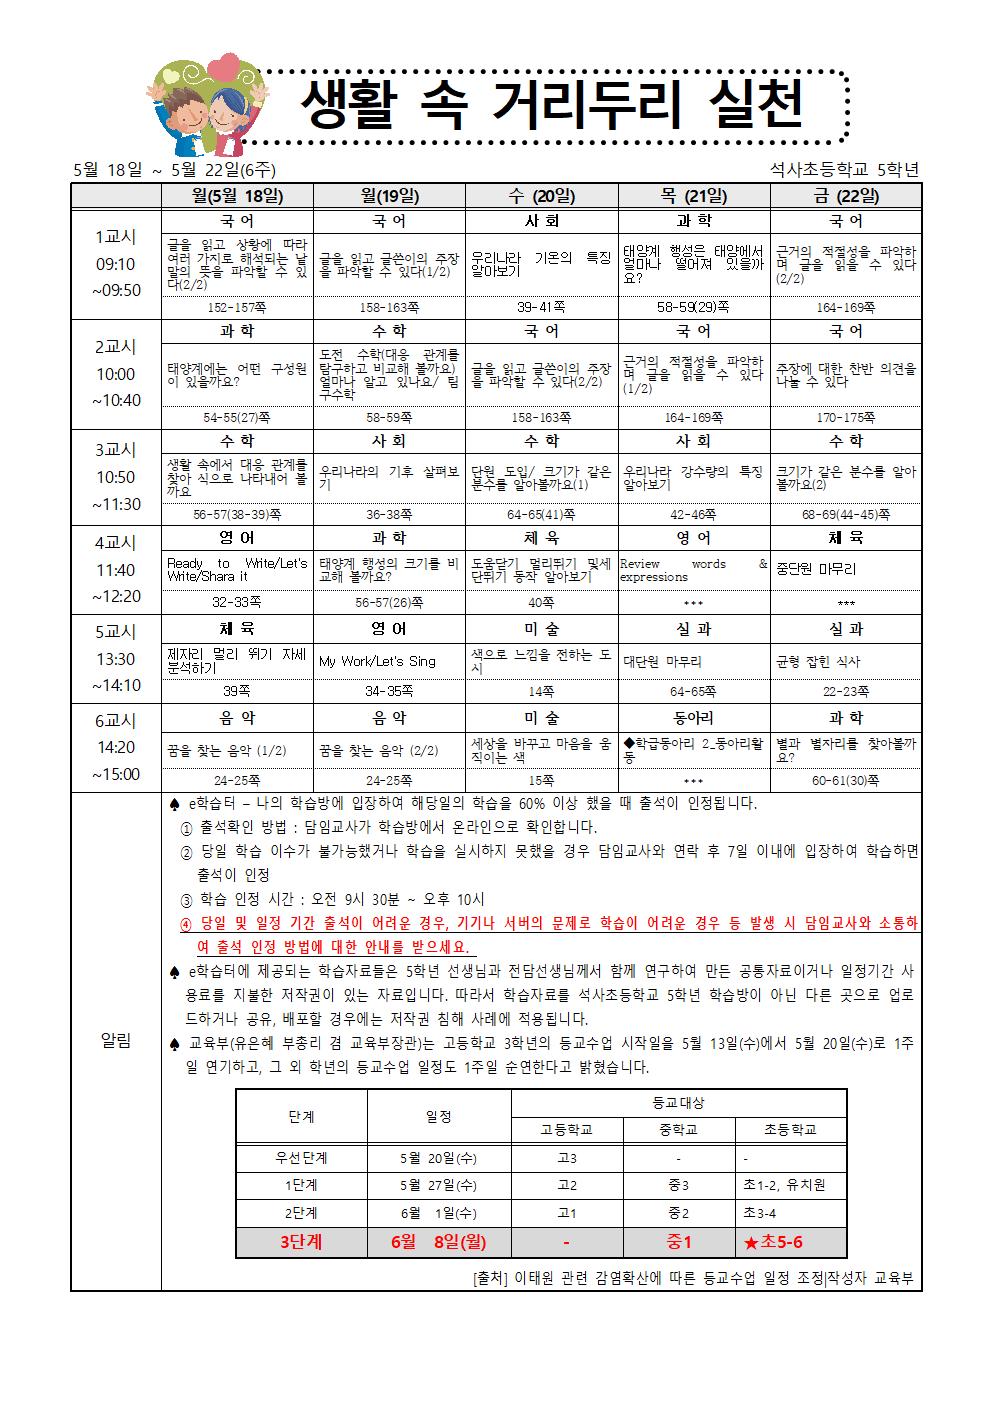 생활 속 거리두리 실천
5월 18일 ~ 5월 22일(6주)
석사초등학교 5학년
월(5월 18일)
월(19일)
수 (20일)
목 (21일)
금 (22일)
1교시
09:10
~09:50
국 어
국 어
사 회
과 학
국 어
글을 읽고 상황에 따라
여러 가지로 해석되는 낱
말의 뜻을 파악할 수 있
다(2/2)
글을 읽고 글쓴이의 주장
을 파악할 수 있다(1/2)
우리나라 기온의 특징
알아보기
태양계 행성은 태양에서
얼마나 떨어져 있을까
요?
근거의 적절성을 파악하
며 글을 읽을 수 있다
(2/2)
152-157쪽
158-163쪽
39-41쪽
58-59(29)쪽
164-169쪽
2교시
10:00
~10:40
과 학
수 학
국 어
국 어
국 어
태양계에는 어떤 구성원
이 있을까요?
도전 수학(대응 관계를
탐구하고 비교해 볼까요)
얼마나 알고 있나요/ 팀
구수학
글을 읽고 글쓴이의 주장
을 파악할 수 있다(2/2)
근거의 적절성을 파악하
며 글을 읽을 수 있다
(1/2)
주장에 대한 찬반 의견을
나눌 수 있다
54-55(27)쪽
58-59쪽
158-163쪽
164-169쪽
170-175쪽
3교시
10:50
~11:30
수 학
사 회
수 학
사 회
수 학
생활 속에서 대응 관계를
찾아 식으로 나타내어 볼
까요
우리나라의 기후 살펴보
기
단원 도입/ 크기가 같은
분수를 알아볼까요(1)
우리나라 강수량의 특징
알아보기
크기가 같은 분수를 알아
볼까요(2)
56-57(38-39)쪽
36-38쪽
64-65(41)쪽
42-46쪽
68-69(44-45)쪽
4교시
11:40
~12:20
영 어
과 학
체 육
영 어
체 육
Ready to Write/Let's
Write/Shara it
태양계 행성의 크기를 비
교해 볼까요?
도움닫기 멀리뛰기 및세
단뛰기 동작 알아보기
Review words &
expressions
중단원 마무리
32-33쪽
56-57(26)쪽
40쪽
***
***
5교시
13:30
~14:10
체 육
영 어
미 술
실 과
실 과
제자리 멀리 뛰기 자세
분석하기
My Work/Let's Sing
색으로 느낌을 전하는 도
시
대단원 마무리
균형 잡힌 식사
39쪽
34-35쪽
14쪽
64-65쪽
22-23쪽
6교시
14:20
~15:00
음 악
음 악
미 술
동아리
과 학
꿈을 찾는 음악 (1/2)
꿈을 찾는 음악 (2/2)
세상을 바꾸고 마음을 움
직이는 색
◆학급동아리 2_동아리활
동
별과 별자리를 찾아볼까
요?
24-25쪽
24-25쪽
15쪽
***
60-61(30)쪽
알림
♠ e학습터 – 나의 학습방에 입장하여 해당일의 학습을 60% 이상 했을 때 출석이 인정됩니다.
① 출석확인 방법 : 담임교사가 학습방에서 온라인으로 확인합니다.
② 당일 학습 이수가 불가능했거나 학습을 실시하지 못했을 경우 담임교사와 연락 후 7일 이내에 입장하여 학습하면
출석이 인정
③ 학습 인정 시간 : 오전 9시 30분 ~ 오후 10시
④ 당일 및 일정 기간 출석이 어려운 경우, 기기나 서버의 문제로 학습이 어려운 경우 등 발생 시 담임교사와 소통하
여 출석 인정 방법에 대한 안내를 받으세요.
♠ e학습터에 제공되는 학습자료들은 5학년 선생님과 전담선생님께서 함께 연구하여 만든 공통자료이거나 일정기간 사
용료를 지불한 저작권이 있는 자료입니다. 따라서 학습자료를 석사초등학교 5학년 학습방이 아닌 다른 곳으로 업로
드하거나 공유, 배포할 경우에는 저작권 침해 사례에 적용됩니다.
♠ 교육부(유은혜 부총리 겸 교육부장관)는 고등학교 3학년의 등교수업 시작일을 5월 13일(수)에서 5월 20일(수)로 1주
일 연기하고, 그 외 학년의 등교수업 일정도 1주일 순연한다고 밝혔습니다.
단계
일정
등교대상
고등학교
중학교
초등학교
우선단계
5월 20일(수)
고3
-
-
1단계
5월 27일(수)
고2
중3
초1-2, 유치원
2단계
6월 1일(수)
고1
중2
초3-4
3단계
6월 8일(월)
-
중1
★초5-6
[출처] 이태원 관련 감염확산에 따른 등교수업 일정 조정|작성자 교육부